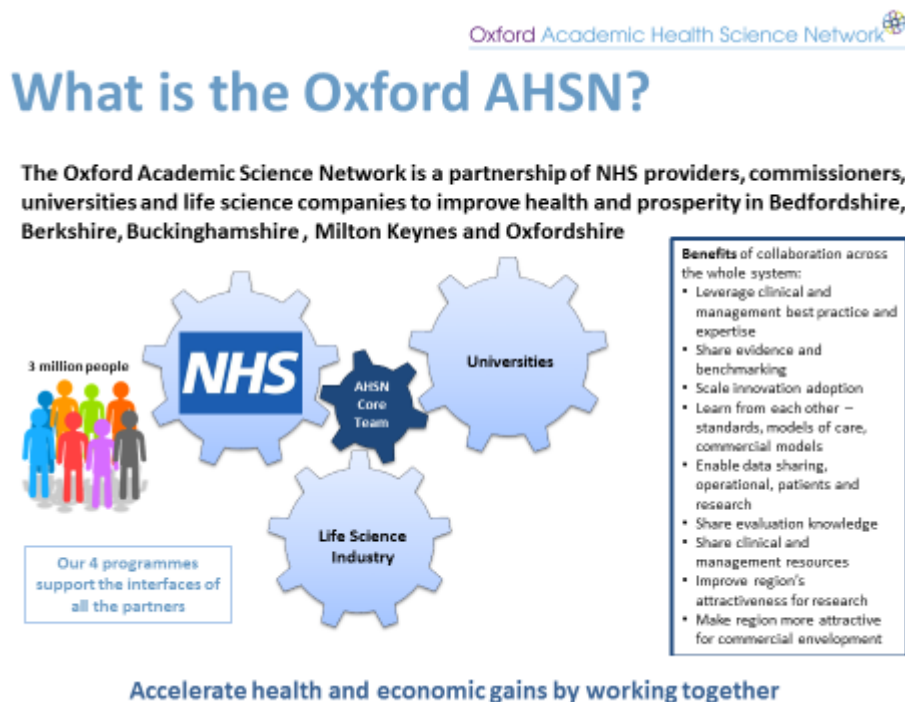 Oxford Academic Health Science Network
What is the Oxford AHSN?
The Oxford Academic Science Network is a partnership of NHS providers, commissioners,
universities and life science companies to improve health and prosperity in Bedfordshire,
Berkshire, Buckinghamshire , Milton Keynes and Oxfordshire
3 million people
NHS
AHSN
Core
Team
Universities
Life Science
Industry
Our 4 programmes
support the interfaces of
all the partners
Benefits of collaboration across
the whole system:
• Leverage clinical and
management best practice and
expertise
• Share evidence and
benchmarking
• Scale innovation adoption
• Learn from each other –
standards, models of care,
commercial models
• Enable data sharing,
operational, patients and
research
• Share evaluation knowledge
• Share clinical and
management resources
• Improve region's
attractiveness for research
• Make region more attractive
for commercial envelopment
Accelerate health and economic gains by working together